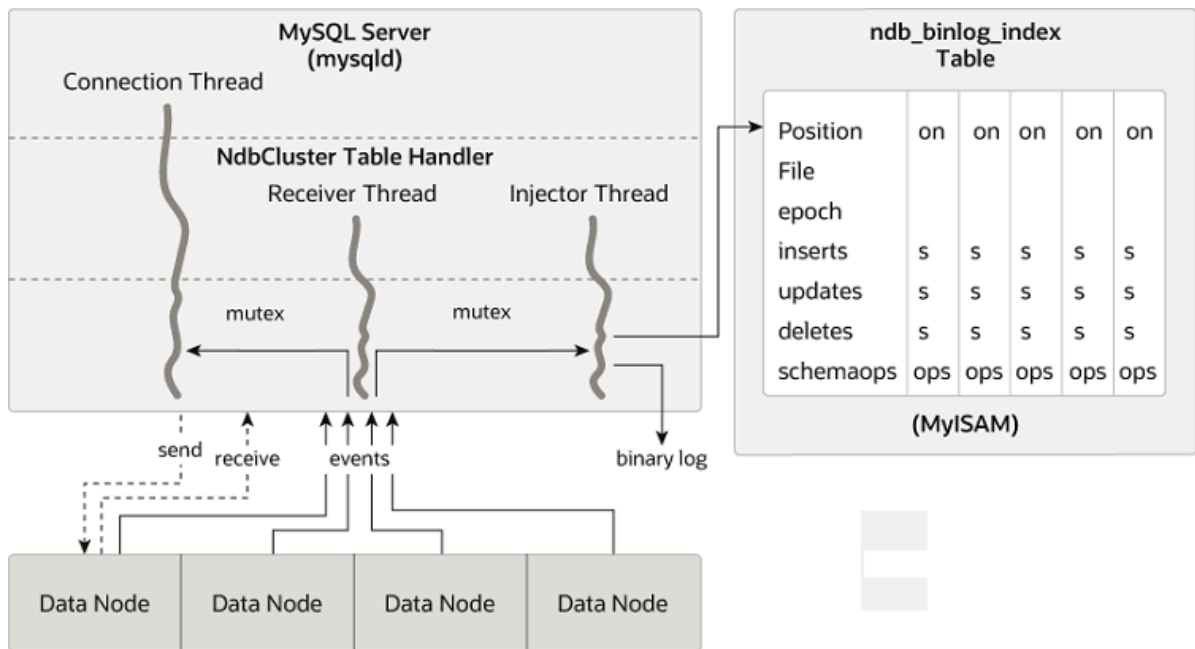 MySQL Server
(mysqld)
Connection Thread
NdbCluster Table Handler
Receiver Thread
Injector Thread
mutex
mutex
send
receive
events
binary log
Data Node
Data Node
Data Node
Data Node
ndb_binlog_index
Table
Position on on on on on
File
epoch
inserts s s s s s
updates s s s s s
deletes s s s s s
schemaops ops ops ops ops ops
(MyISAM)